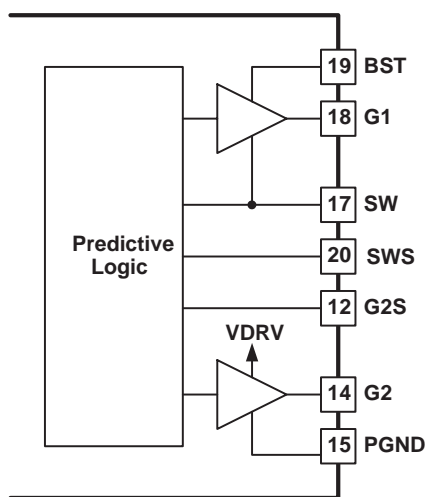 19 BST
18 G1
17 SW
Predictive
Logic
20 SWS
12 G2S
VDRV
14 G2
15 PGND